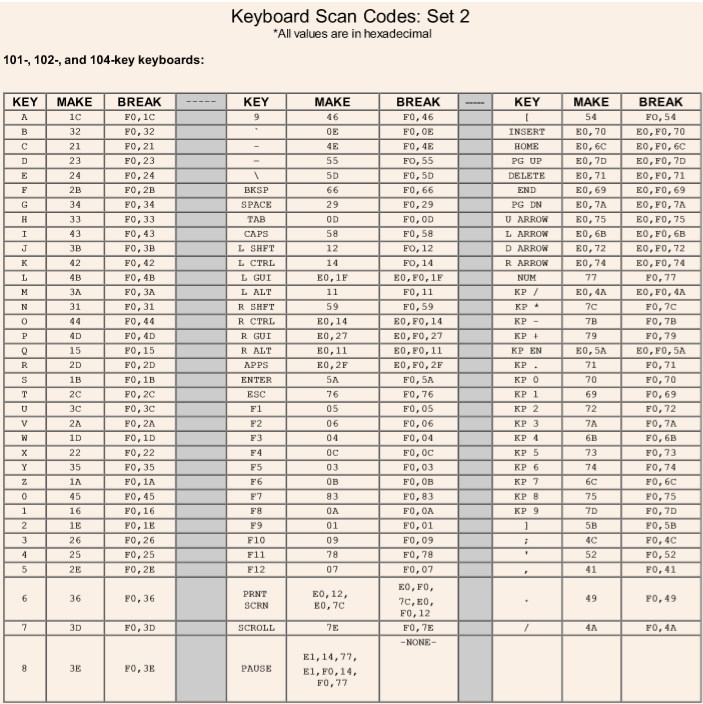 Keyboard Scan Codes: Set 2
*All values are in hexadecimal
101-, 102-, and 104-key keyboards:
KEY MAKE BREAK ----- KEY MAKE BREAK ----- KEY MAKE BREAK
A 1C F0,1C 9 46 F0,46 [ 54 FO,54
B 32 F0,32 ` 0E F0,0E INSERT E0,70 E0,F0,70
C 21 F0,21 - 4E F0,4E HOME E0,6C E0,F0,6C
D 23 F0,23 = 55 FO,55 PG UP E0,7D E0,F0,7D
E 24 F0,24 \ 5D F0,5D DELETE E0,71 E0,F0,71
F 2B F0,2B BKSP 66 F0,66 END E0,69 E0,F0,69
G 34 F0,34 SPACE 29 F0,29 PG DN E0,7A E0,F0,7A
H 33 F0,33 TAB 0D F0,0D U ARROW E0,75 E0,F0,75
I 43 F0,43 CAPS 58 F0,58 L ARROW E0,6B E0,F0,6B
J 3B F0,3B L SHFT 12 FO,12 D ARROW E0,72 E0,F0,72
K 42 F0,42 L CTRL 14 FO,14 R ARROW E0,74 E0,F0,74
L 4B F0,4B L GUI E0,1F E0,F0,1F NUM 77 F0,77
M 3A F0,3A L ALT 11 F0,11 KP / E0,4A E0,F0,4A
N 31 F0,31 R SHFT 59 F0,59 KP * 7C F0,7C
O 44 F0,44 R CTRL E0,14 E0,F0,14 KP - 7B F0,7B
P 4D F0,4D R GUI E0,27 E0,F0,27 KP + 79 F0,79
Q 15 F0,15 R ALT E0,11 E0,F0,11 KP EN E0,5A E0,F0,5A
R 2D F0,2D APPS E0,2F E0,F0,2F KP . 71 F0,71
S 1B F0,1B ENTER 5A F0,5A KP 0 70 F0,70
T 2C F0,2C ESC 76 F0,76 KP 1 69 F0,69
U 3C F0,3C F1 05 F0,05 KP 2 72 F0,72
V 2A F0,2A F2 06 F0,06 KP 3 7A F0,7A
W 1D F0,1D F3 04 F0,04 KP 4 6B F0,6B
X 22 F0,22 F4 0C F0,0C KP 5 73 F0,73
Y 35 F0,35 F5 03 F0,03 KP 6 74 F0,74
Z 1A F0,1A F6 0B F0,0B KP 7 6C F0,6C
0 45 F0,45 F7 83 F0,83 KP 8 75 F0,75
1 16 F0,16 F8 0A F0,0A KP 9 7D F0,7D
2 1E F0,1E F9 01 F0,01 ] 5B F0,5B
3 26 F0,26 F10 09 F0,09 ; 4C F0,4C
4 25 F0,25 F11 78 F0,78 ' 52 F0,52
5 2E F0,2E F12 07 F0,07 , 41 F0,41
6 36 F0,36 PRNT SCRN E0,12, E0,7C E0,F0, 7C,E0, F0,12 . 49 F0,49
7 3D F0,3D SCROLL 7E F0,7E / 4A F0,4A
8 3E F0,3E PAUSE E1,14,77, E1,F0,14, F0,77 -NONE-